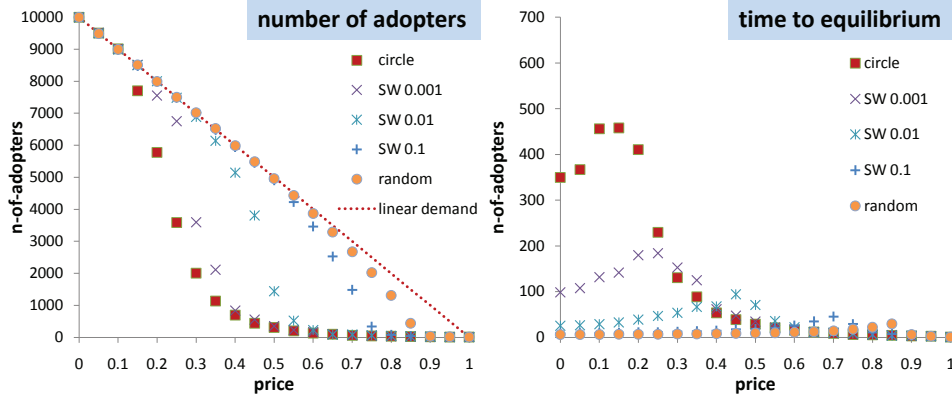 number of adopters
10000
9000
8000
7000
6000
5000
4000
3000
2000
1000
0
n-of-adopters
circle
SW 0.001
SW 0.01
SW 0.1
random
linear demand
0 0.1 0.2 0.3 0.4 0.5 0.6 0.7 0.8 0.9 1
price
time to equilibrium
700
600
500
400
300
200
100
0
n-of-adopters
circle
SW 0.001
SW 0.01
SW 0.1
random
0 0.1 0.2 0.3 0.4 0.5 0.6 0.7 0.8 0.9 1
price